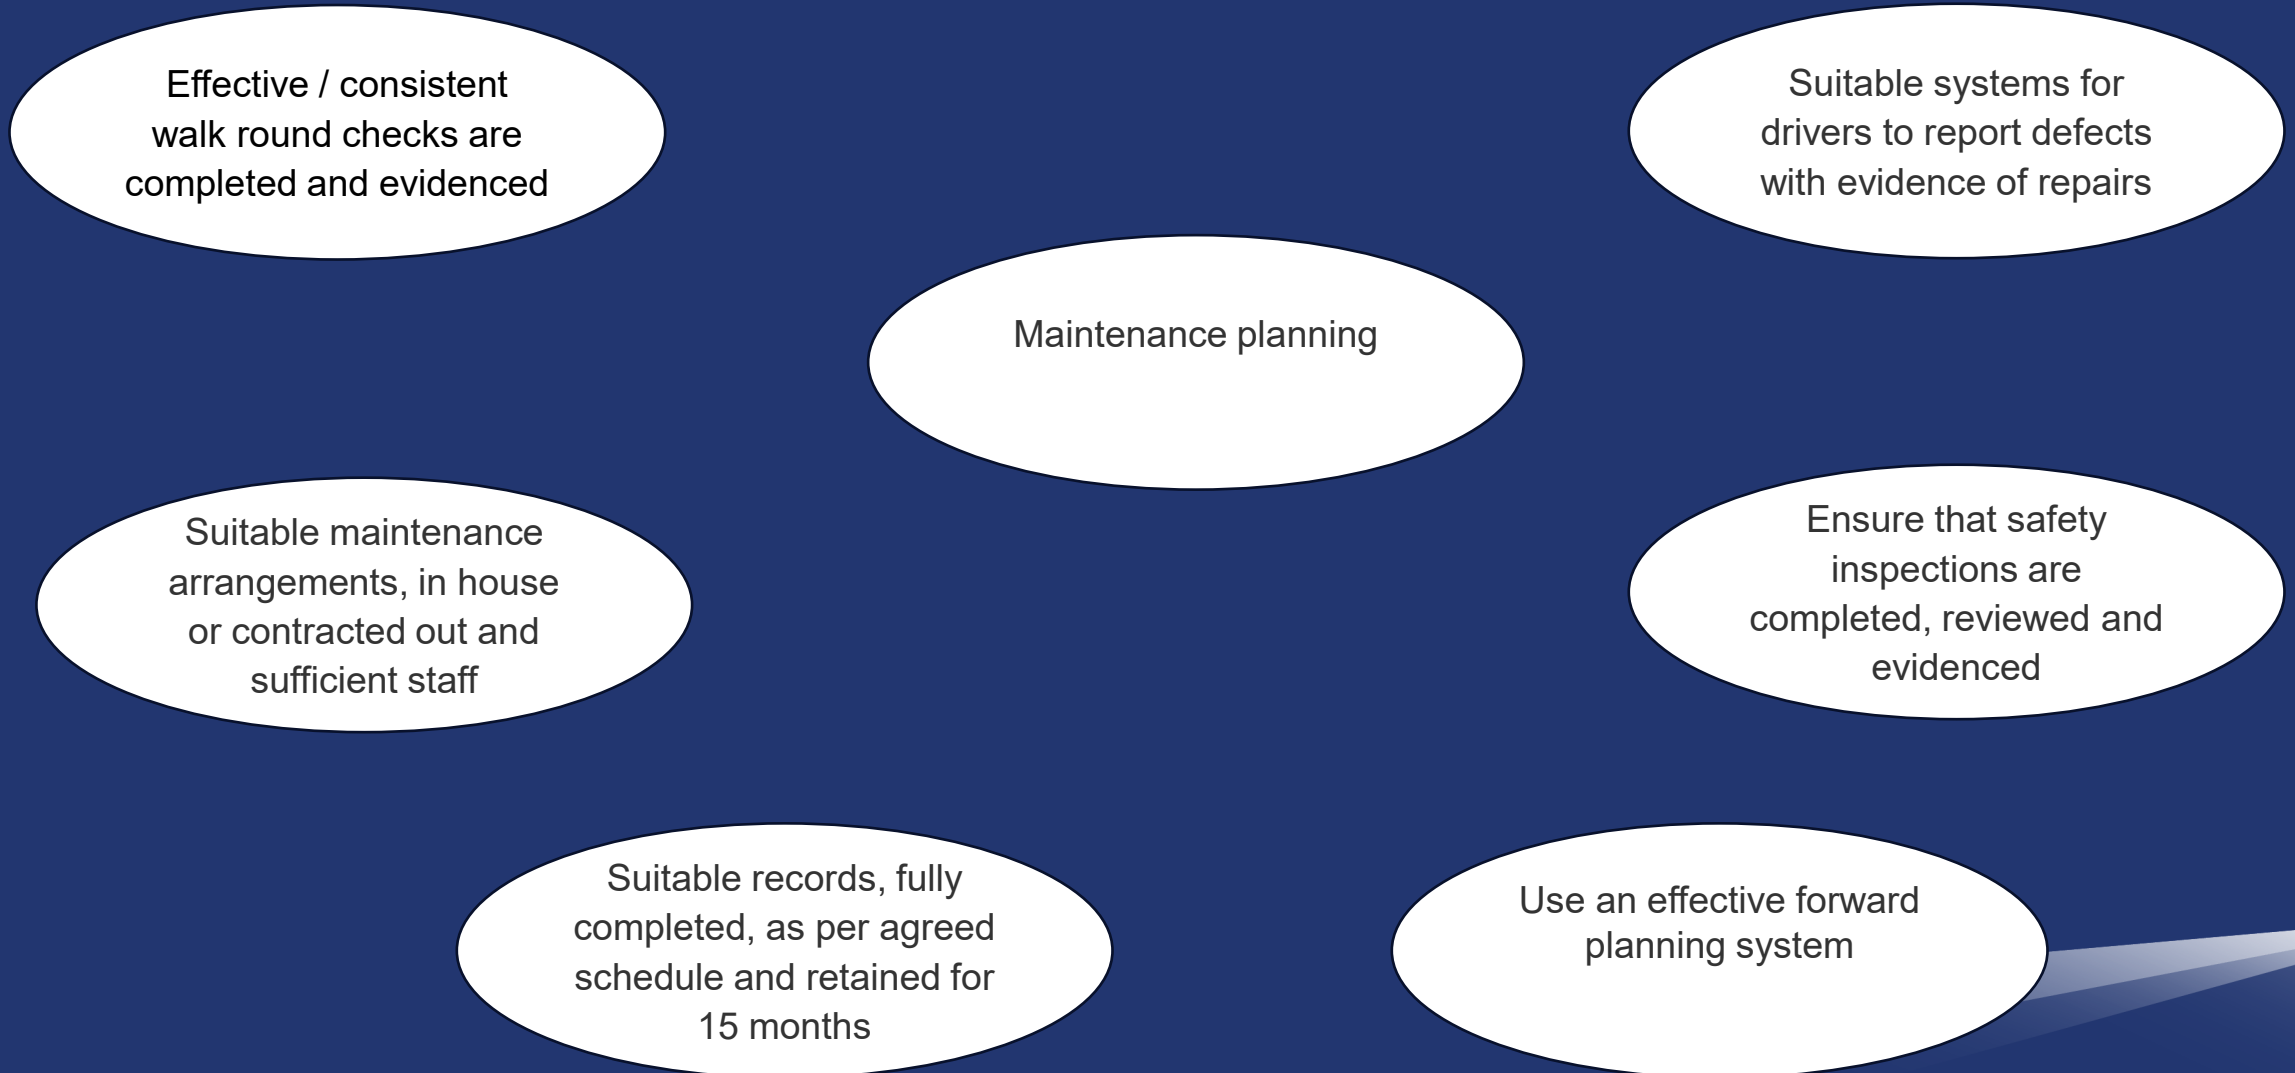 Effective / consistent
walk round checks are
completed and evidenced
Suitable systems for
drivers to report defects
with evidence of repairs
Maintenance planning
Suitable maintenance
arrangements, in house
or contracted out and
sufficient staff
Ensure that safety
inspections are
completed, reviewed and
evidenced
Suitable records, fully
completed, as per agreed
schedule and retained for
15 months
Use an effective forward
planning system